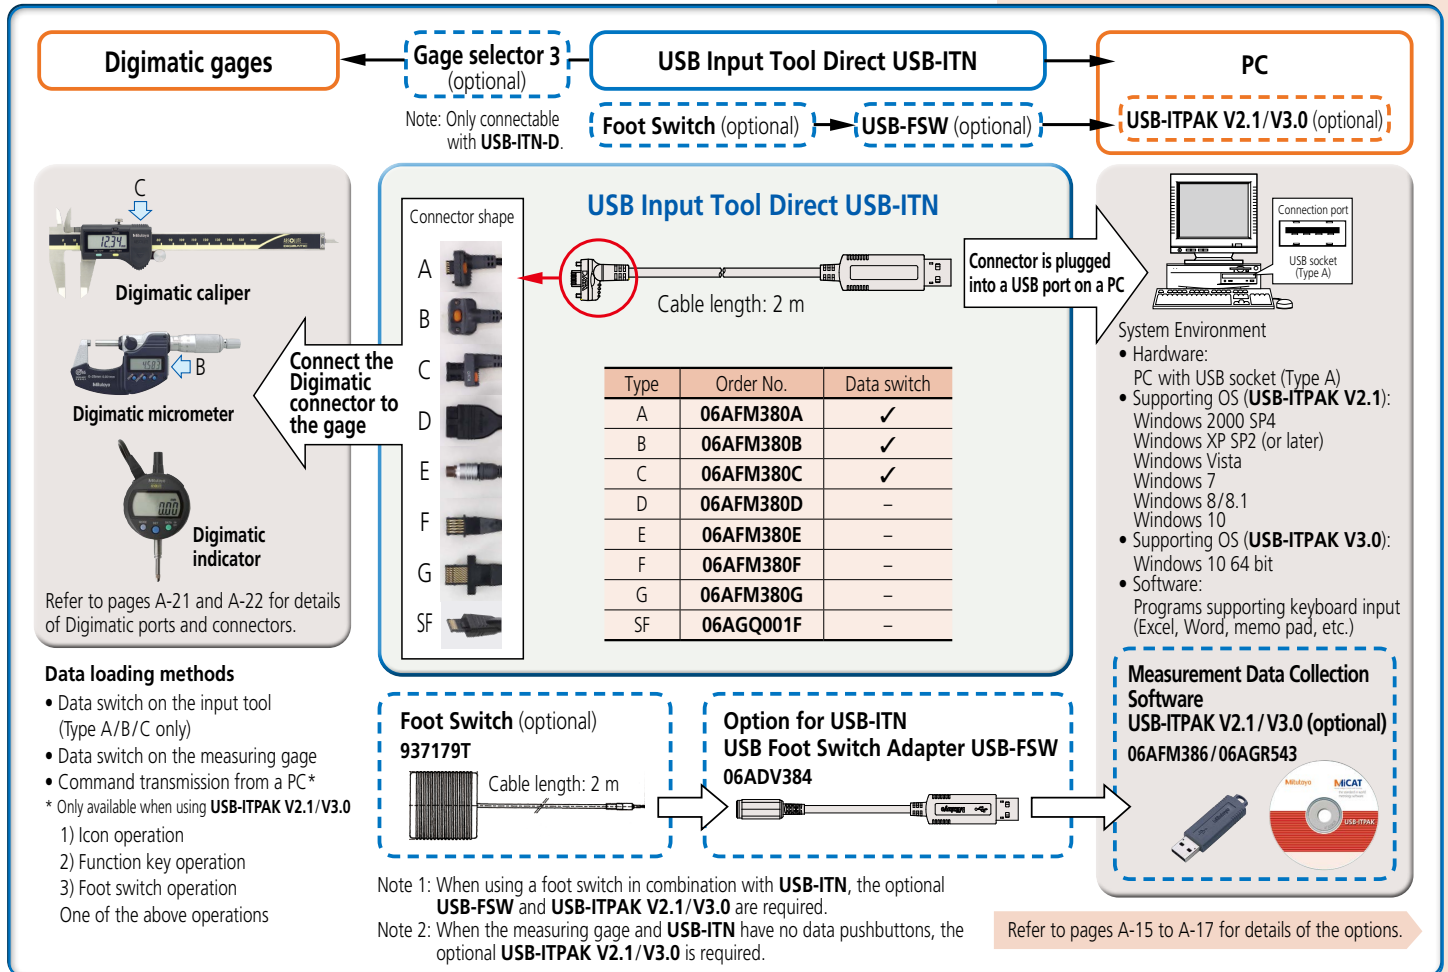 Digimatic gages
Gage selector 3
(optional)
USB Input Tool Direct USB-ITN
PC
Note: Only connectable
with USB-ITN-D.
Foot Switch (optional)
USB-FSW (optional)
USB-ITPAK V2.1/V3.0 (optional)
C
12.34
Mitutoyo
ABSOLUTE
DIGIMATIC
Digimatic caliper
B
Mitutoyo
Digimatic micrometer
Mitutoyo
0.00
Digimatic
indicator
Refer to pages A-21 and A-22 for details
of Digimatic ports and connectors.
Connect the
Digimatic
connector to
the gage
Connector shape
A
B
C
D
E
F
G
SF
USB Input Tool Direct USB-ITN
Cable length: 2 m
Type Order No. Data switch
A 06AFM380A ✓
B 06AFM380B ✓
C 06AFM380C ✓
D 06AFM380D –
E 06AFM380E –
F 06AFM380F –
G 06AFM380G –
SF 06AGQ001F –
Connector is plugged
into a USB port on a PC
Connection port
USB socket
(Type A)
System Environment
• Hardware:
PC with USB socket (Type A)
• Supporting OS (USB-ITPAK V2.1):
Windows 2000 SP4
Windows XP SP2 (or later)
Windows Vista
Windows 7
Windows 8/8.1
Windows 10
• Supporting OS (USB-ITPAK V3.0):
Windows 10 64 bit
• Software:
Programs supporting keyboard input
(Excel, Word, memo pad, etc.)
Data loading methods
• Data switch on the input tool
(Type A/B/C only)
• Data switch on the measuring gage
• Command transmission from a PC*
* Only available when using USB-ITPAK V2.1/V3.0
1) Icon operation
2) Function key operation
3) Foot switch operation
One of the above operations
Foot Switch (optional)
937179T
Cable length: 2 m
Option for USB-ITN
USB Foot Switch Adapter USB-FSW
06ADV384
Mitutoyo
Measurement Data Collection
Software
USB-ITPAK V2.1/V3.0 (optional)
06AFM386/06AGR543
Mitutoyo
MiCAT
USB-ITPAK
Note 1: When using a foot switch in combination with USB-ITN, the optional
USB-FSW and USB-ITPAK V2.1/V3.0 are required.
Note 2: When the measuring gage and USB-ITN have no data pushbuttons, the
optional USB-ITPAK V2.1/V3.0 is required.
Refer to pages A-15 to A-17 for details of the options.